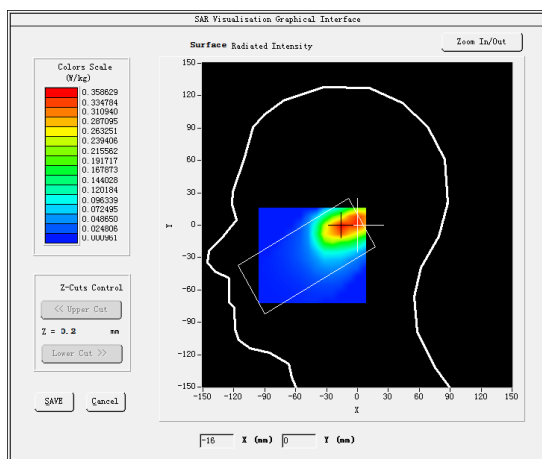 SAR Visualisation Graphical Interface
Surface Radiated Intensity
Zoom In/Out
Colors Scale
(W/kg)
0.358629
0.334784
0.310940
0.287095
0.263251
0.239406
0.215562
0.191717
0.167873
0.144028
0.120184
0.096339
0.072495
0.048650
0.024806
0.000961
150
120
90
60
30
0
-30
-60
-90
-120
-150
Y
-150 -120 -90 -60 -30 0 30 60 90 120 150
X
Z-Cuts Control
<< Upper Cut
Z = 0.2 mm
Lower Cut >>
SAVE Cancel
-16 X (mm) 0 Y (mm)